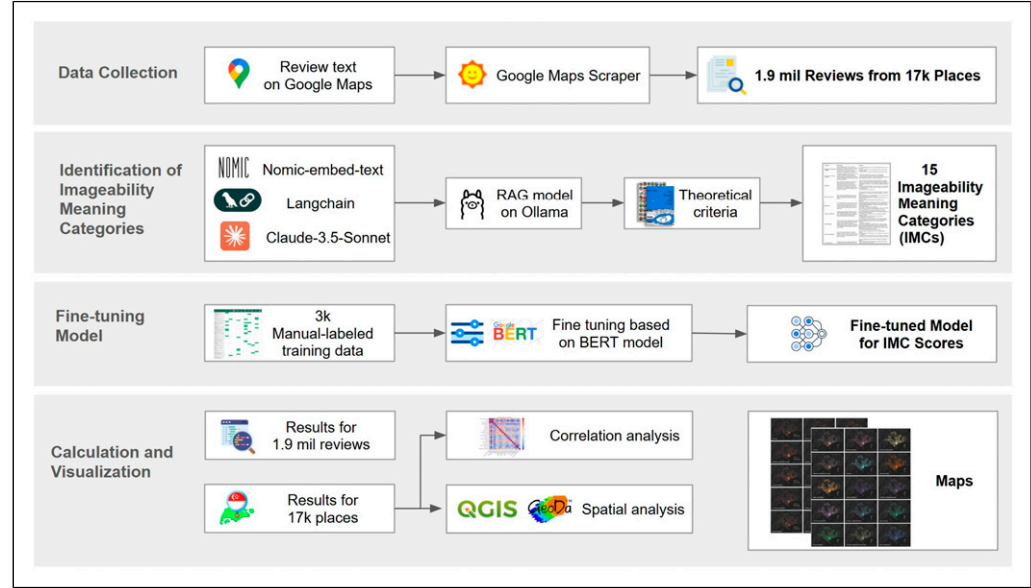 Data Collection
Review text
on Google Maps
Google Maps Scraper
1.9 mil Reviews from 17k Places
Identification of
Imageability
Meaning
Categories
NOMIC
Nomic-embed-text
Langchain
Claude-3.5-Sonnet
RAG model
on Ollama
Theoretical
criteria
15
Imageability
Meaning
Categories
(IMCs)
Fine-tuning
Model
3k
Manual-labeled
training data
Google
BERT
Fine tuning based
on BERT model
Fine-tuned Model
for IMC Scores
Calculation and
Visualization
Results for
1.9 mil reviews
Results for
17k places
Correlation analysis
QGIS
GeoDa
Spatial analysis
Maps